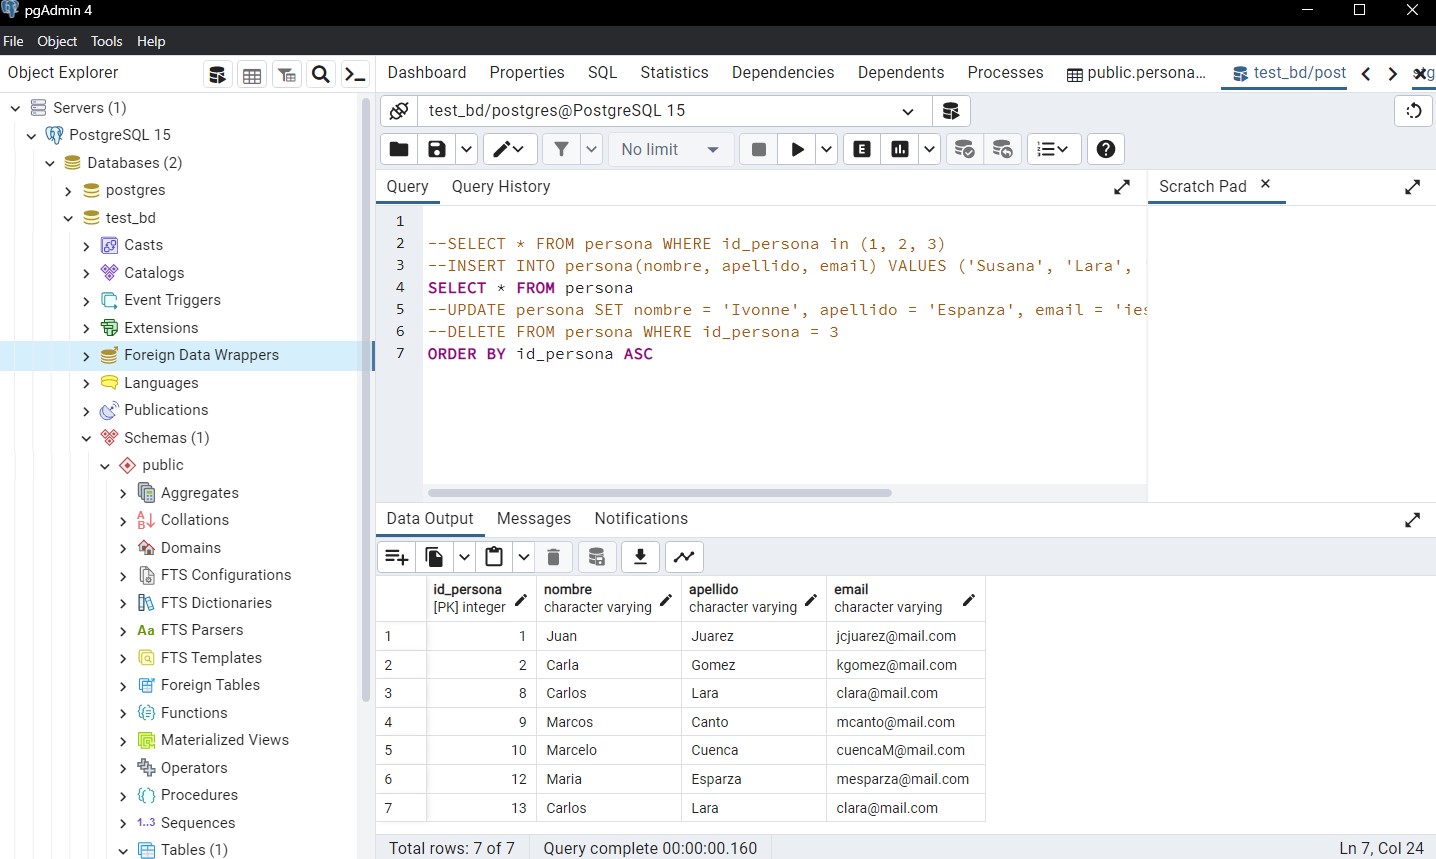 pgAdmin 4
File Object Tools Help
Object Explorer
Dashboard Properties SQL Statistics Dependencies Dependents Processes public.persona... test_bd/post
Servers (1)
PostgreSQL 15
Databases (2)
postgres
test_bd
Casts
Catalogs
Event Triggers
Extensions
Foreign Data Wrappers
Languages
Publications
Schemas (1)
public
Aggregates
Collations
Domains
FTS Configurations
FTS Dictionaries
Aa FTS Parsers
FTS Templates
Foreign Tables
Functions
Materialized Views
Operators
Procedures
1..3 Sequences
Tables (1)
test_bd/postgres@PostgreSQL 15
No limit E
Query Query History
Scratch Pad
1
2 --SELECT * FROM persona WHERE id_persona in (1, 2, 3)
3 --INSERT INTO persona(nombre, apellido, email) VALUES ('Susana', 'Lara',
4 SELECT * FROM persona
5 --UPDATE persona SET nombre = 'Ivonne', apellido = 'Espanza', email = 'ies
6 --DELETE FROM persona WHERE id_persona = 3
7 ORDER BY id_persona ASC
Data Output Messages Notifications
id_persona nombre apellido email
[PK] integer character varying character varying character varying
1 1 Juan Juarez jcjuarez@mail.com
2 2 Carla Gomez kgomez@mail.com
3 8 Carlos Lara clara@mail.com
4 9 Marcos Canto mcanto@mail.com
5 10 Marcelo Cuenca cuencaM@mail.com
6 12 Maria Esparza mesparza@mail.com
7 13 Carlos Lara clara@mail.com
Total rows: 7 of 7 Query complete 00:00:00.160 Ln 7, Col 24